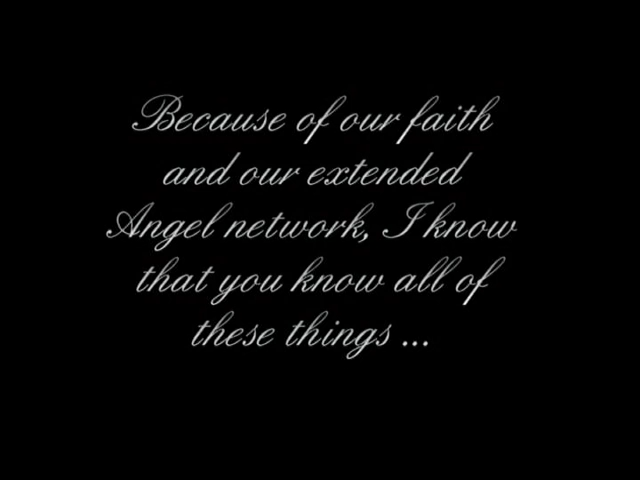 Because of our faith
and our extended
Angel network, I know
that you know all of
these things ...